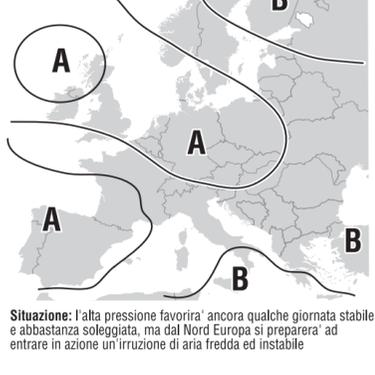 B
A
A
A
B
B
Situazione: l'alta pressione favorira' ancora qualche giornata stabile
e abbastanza soleggiata, ma dal Nord Europa si preparera' ad
entrare in azione un'irruzione di aria fredda ed instabile